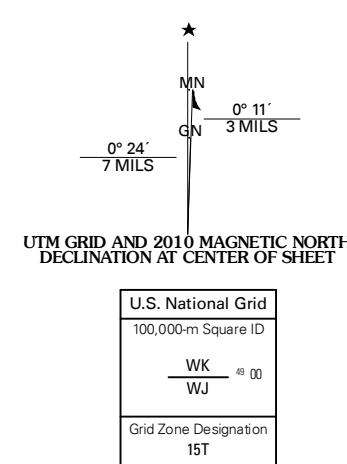 ★
MN
0° 11´
3 MILS
GN
0° 24´
7 MILS
UTM GRID AND 2010 MAGNETIC NORTH
DECLINATION AT CENTER OF SHEET
U.S. National Grid
100,000-m Square ID
WK
49 00
WJ
Grid Zone Designation
15T